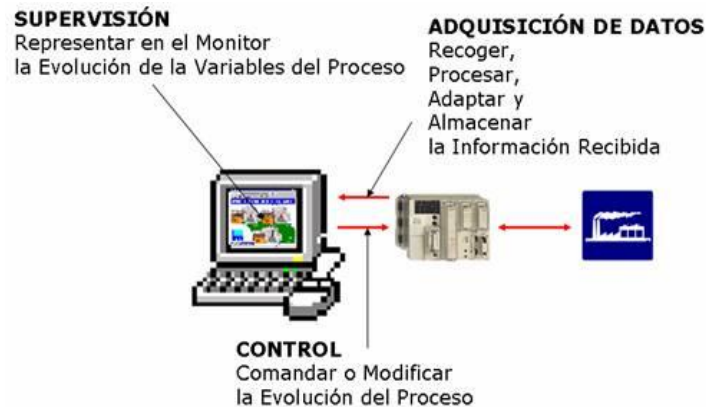 SUPERVISIÓN
Representar en el Monitor
la Evolución de la Variables del Proceso
ADQUISICIÓN DE DATOS
Recoger,
Procesar,
Adaptar y
Almacenar
la Información Recibida
CONTROL
Comandar o Modificar
la Evolución del Proceso